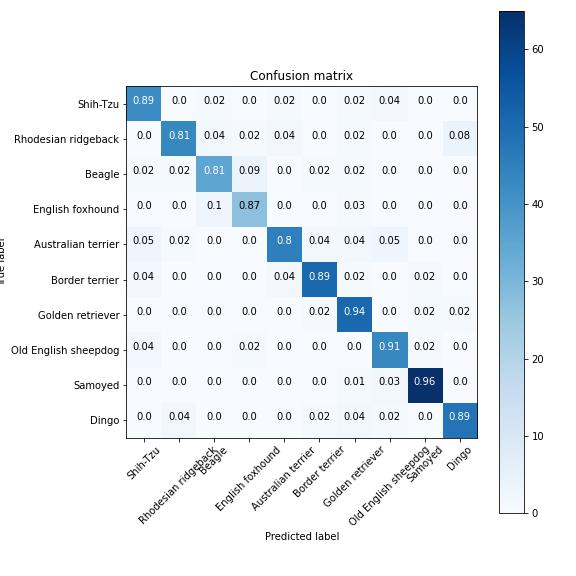 Confusion matrix
Shih-Tzu 0.89 0.0 0.02 0.0 0.02 0.0 0.02 0.04 0.0 0.0
Rhodesian ridgeback 0.0 0.81 0.04 0.02 0.04 0.0 0.02 0.0 0.0 0.08
Beagle 0.02 0.02 0.81 0.09 0.0 0.02 0.02 0.0 0.02 0.0
English foxhound 0.0 0.0 0.1 0.87 0.0 0.0 0.03 0.0 0.0 0.0
Australian terrier 0.05 0.02 0.0 0.0 0.8 0.04 0.04 0.05 0.0 0.0
Border terrier 0.04 0.0 0.0 0.0 0.04 0.89 0.02 0.0 0.02 0.0
Golden retriever 0.0 0.0 0.0 0.0 0.0 0.02 0.94 0.0 0.02 0.02
Old English sheepdog 0.04 0.0 0.0 0.02 0.0 0.0 0.0 0.91 0.02 0.0
Samoyed 0.0 0.0 0.0 0.0 0.0 0.0 0.01 0.03 0.96 0.0
Dingo 0.0 0.04 0.0 0.0 0.0 0.02 0.04 0.02 0.0 0.89
Shih-Tzu
Rhodesian ridgeback
Beagle
English foxhound
Australian terrier
Border terrier
Golden retriever
Old English sheepdog
Samoyed
Dingo
Predicted label
60
50
40
30
20
10
0